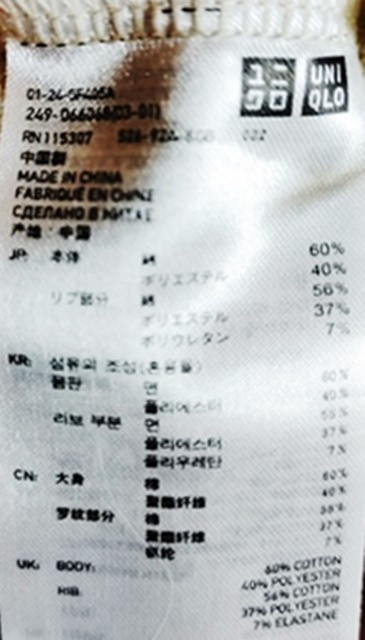 ユニ
クロ
UNI
QLO
249-066068(03-01)
RN115307
中国製
MADE IN CHINA
FABRIQUÉ EN CHINE
СДЕЛАНО В КИТАЕ
产地：中国
JP: 本体 綿 60%
ポリエステル 40%
リブ部分 綿 56%
ポリエステル 37%
ポリウレタン 7%
KR: 섬유의 조성(혼용율)
몸판 면 60%
폴리에스터 40%
리브 부분 면 56%
폴리에스터 37%
폴리우레탄 7%
CN: 大身 棉 60%
聚酯纤维 40%
罗纹部分 棉 56%
聚酯纤维 37%
氨纶 7%
UK: BODY: 60% COTTON
40% POLYESTER
RIB: 56% COTTON
37% POLYESTER
7% ELASTANE